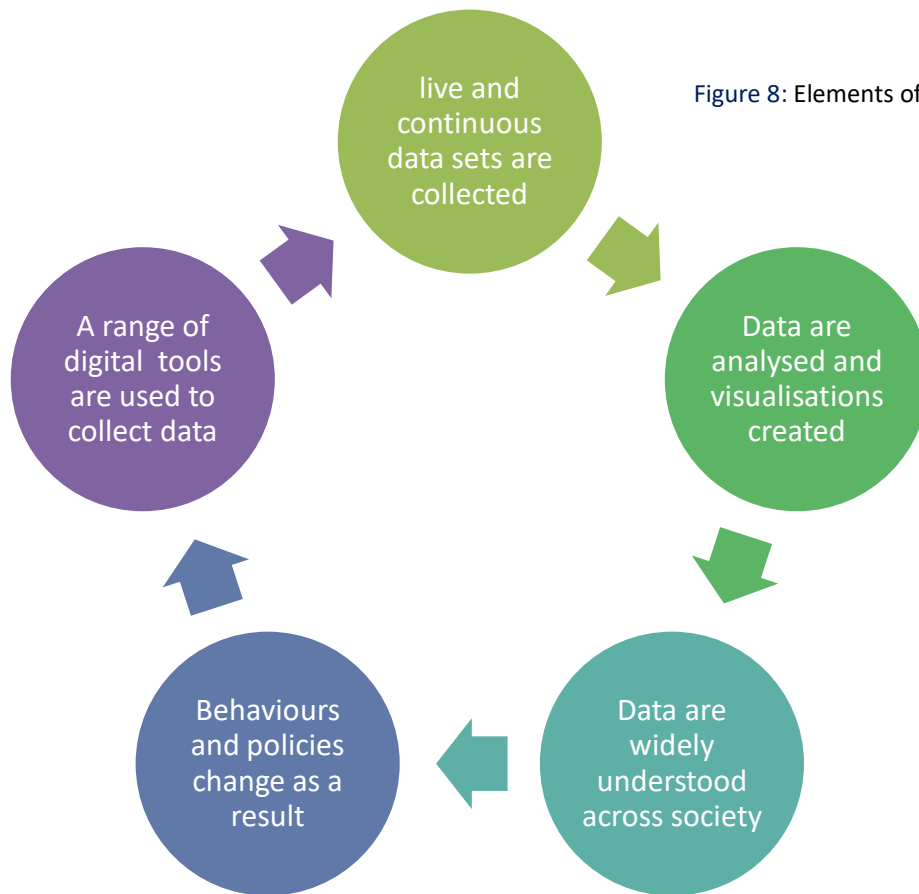 live and
continuous
data sets are
collected
Figure 8: Elements of
A range of
digital tools
are used to
collect data
Data are
analysed and
visualisations
created
Behaviours
and policies
change as a
result
Data are
widely
understood
across society